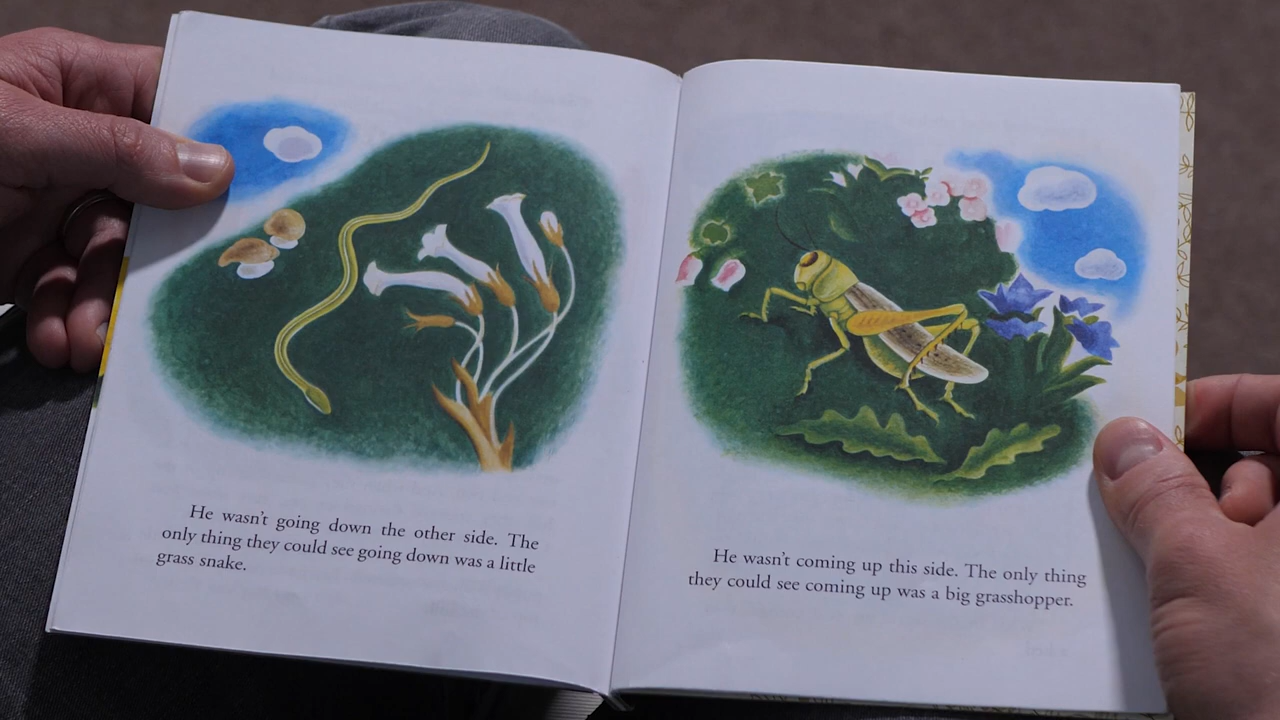 He wasn't going down the other side. The
only thing they could see going down was a little
grass snake.
He wasn't coming up this side. The only thing
they could see coming up was a big grasshopper.